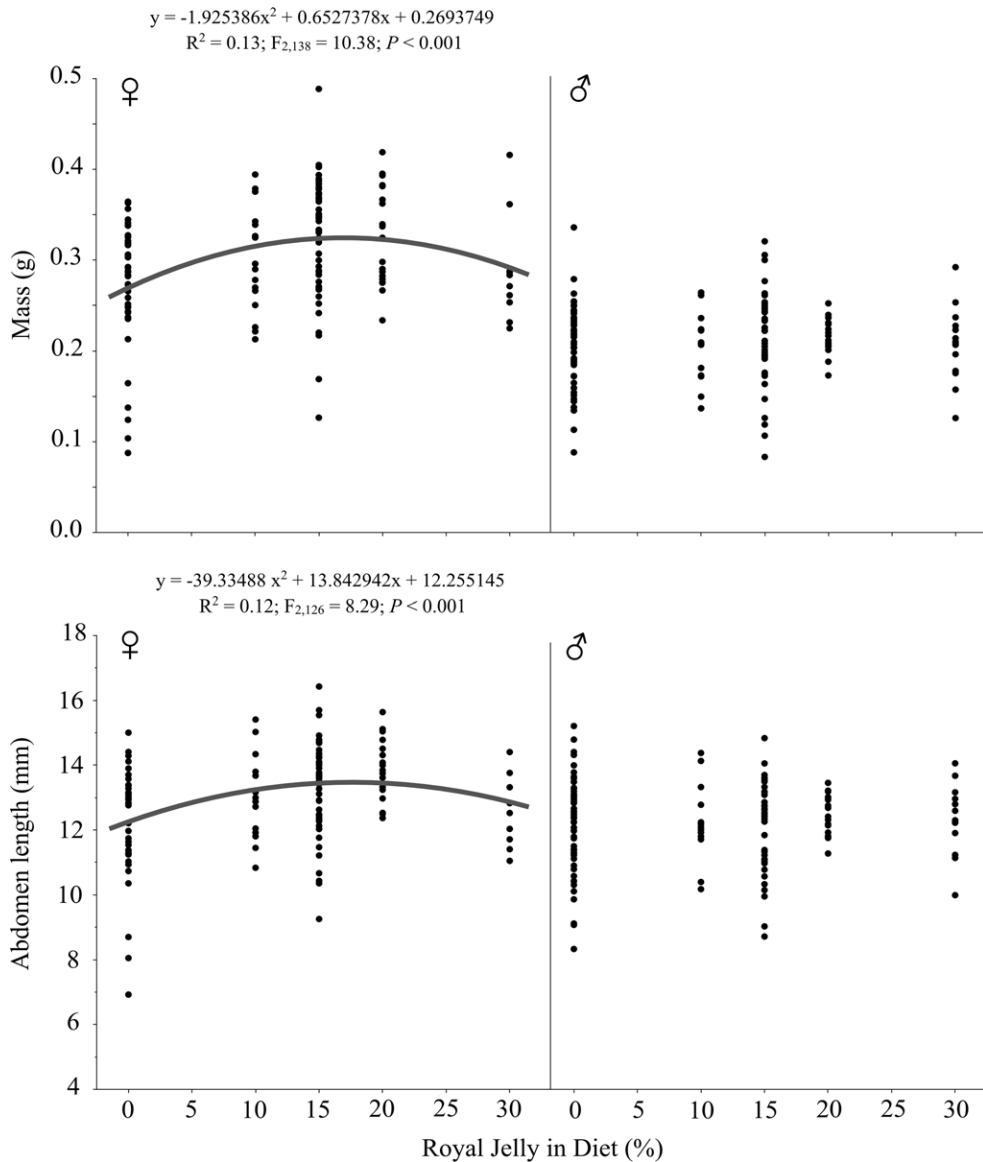 y = -1.925386x² + 0.6527378x + 0.2693749
R² = 0.13; F₂,₁₃₈ = 10.38; P < 0.001
♀ ♂
Mass (g)
0.5
0.4
0.3
0.2
0.1
0.0
y = -39.33488 x² + 13.842942x + 12.255145
R² = 0.12; F₂,₁₂₆ = 8.29; P < 0.001
♀ ♂
Abdomen length (mm)
18
16
14
12
10
8
6
4
0 5 10 15 20 25 30 0 5 10 15 20 25 30
Royal Jelly in Diet (%)